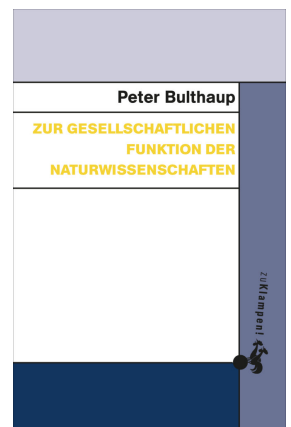 Peter Bulthaup
ZUR GESELLSCHAFTLICHEN
FUNKTION DER
NATURWISSENSCHAFTEN
zuKlampen!